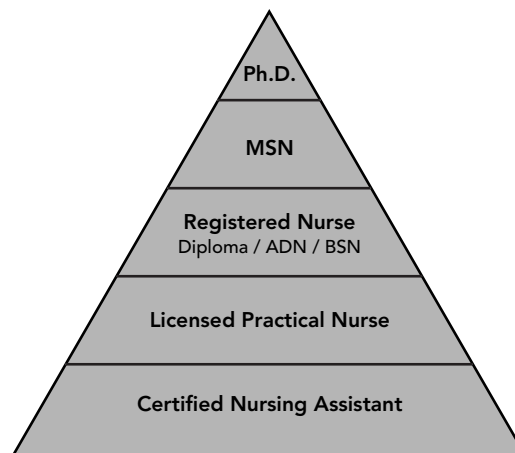 Ph.D.
MSN
Registered Nurse
Diploma / ADN / BSN
Licensed Practical Nurse
Certified Nursing Assistant